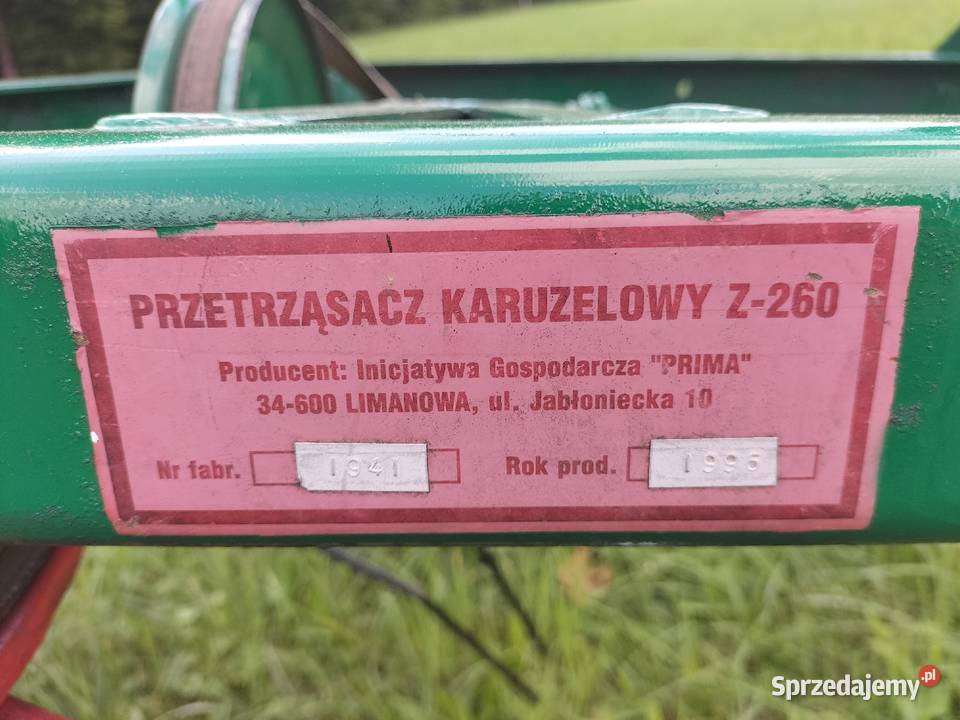 PRZETRZĄSACZ KARUZELOWY Z-260
Producent: Inicjatywa Gospodarcza "PRIMA"
34-600 LIMANOWA, ul. Jabłoniecka 10
Nr fabr. 1941 Rok prod. 1996
Sprzedajemy.pl